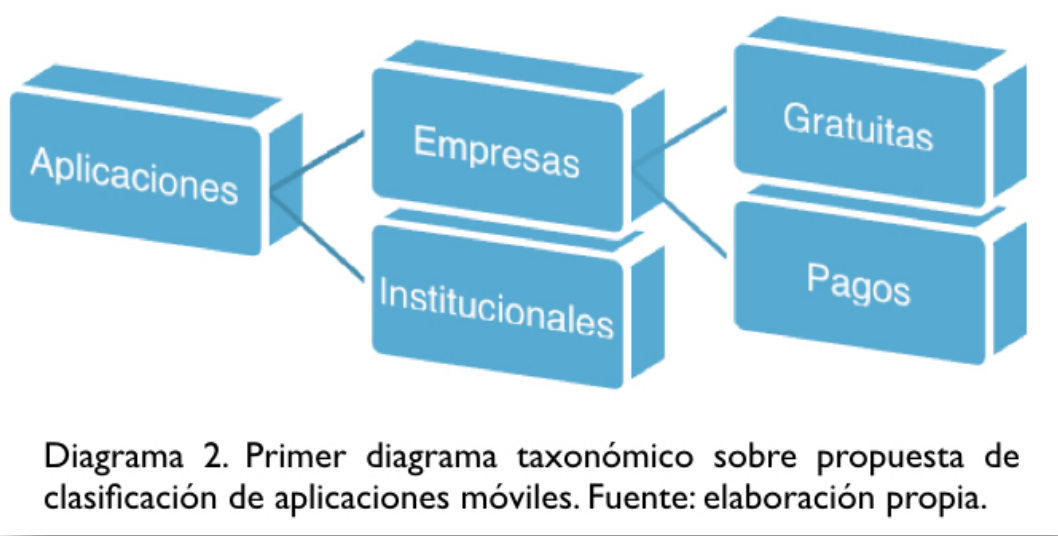 Aplicaciones
Empresas
Institucionales
Gratuitas
Pagos
Diagrama 2. Primer diagrama taxonómico sobre propuesta de
clasificación de aplicaciones móviles. Fuente: elaboración propia.